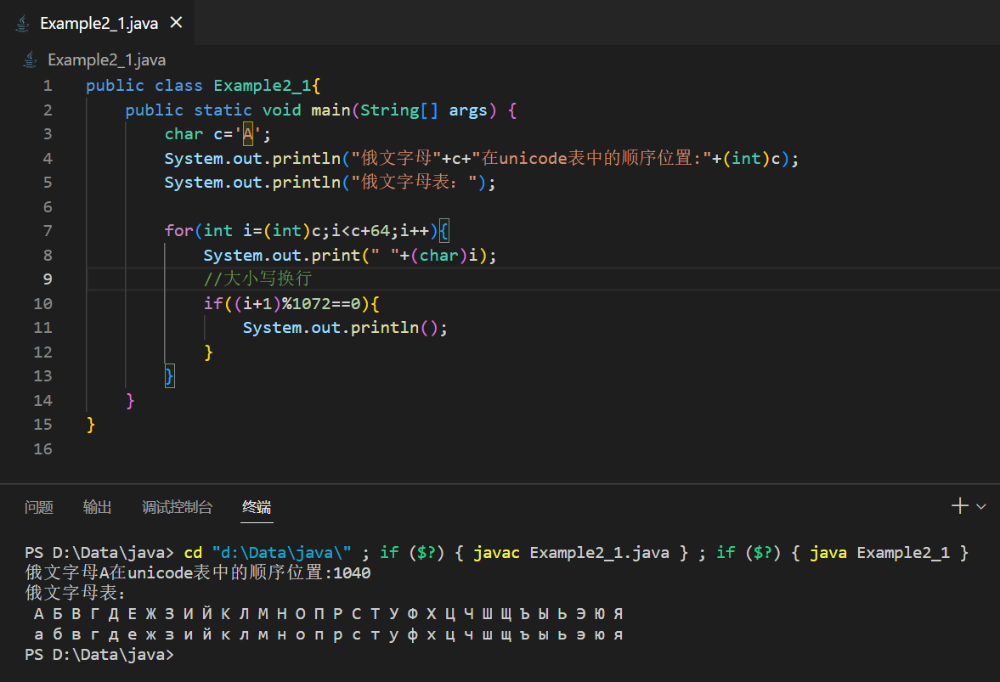 Example2_1.java
Example2_1.java
1 public class Example2_1{
2 public static void main(String[] args) {
3 char c='А';
4 System.out.println("俄文字母"+c+"在unicode表中的顺序位置:"+(int)c);
5 System.out.println("俄文字母表：");
6
7 for(int i=(int)c;i<c+64;i++){
8 System.out.print(" "+(char)i);
9 //大小写换行
10 if((i+1)%1072==0){
11 System.out.println();
12 }
13 }
14 }
15 }
16
问题 输出 调试控制台 终端
PS D:\Data\java> cd "d:\Data\java\" ; if ($?) { javac Example2_1.java } ; if ($?) { java Example2_1 }
俄文字母А在unicode表中的顺序位置:1040
俄文字母表：
А Б В Г Д Е Ж З И Й К Л М Н О П Р С Т У Ф Х Ц Ч Ш Щ Ъ Ы Ь Э Ю Я
а б в г д е ж з и й к л м н о п р с т у ф х ц ч ш щ ъ ы ь э ю я
PS D:\Data\java>